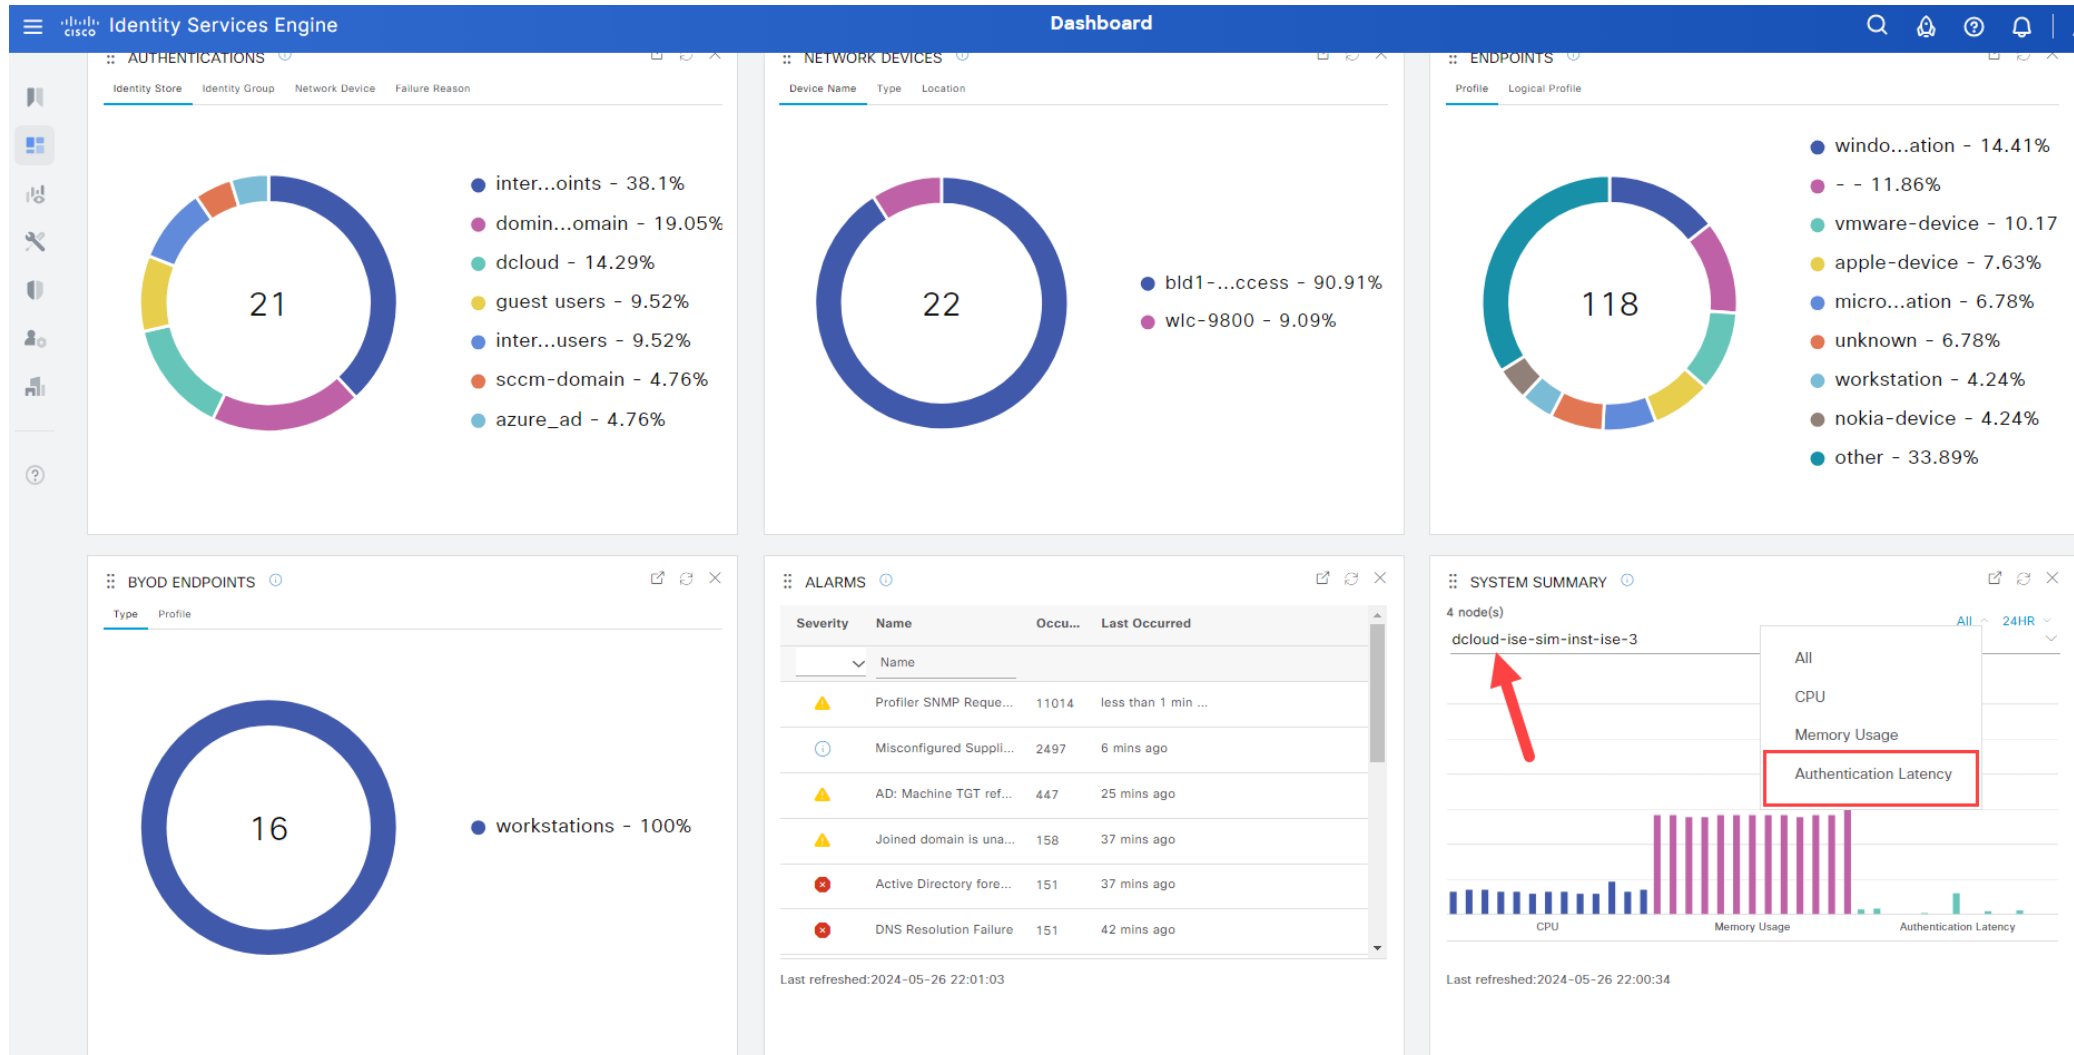 cisco Identity Services Engine
Dashboard
AUTHENTICATIONS
Identity Store Identity Group Network Device Failure Reason
21
inter...oints - 38.1%
domin...omain - 19.05%
dcloud - 14.29%
guest users - 9.52%
inter...users - 9.52%
sccm-domain - 4.76%
azure_ad - 4.76%
NETWORK DEVICES
Device Name Type Location
22
bld1-...ccess - 90.91%
wlc-9800 - 9.09%
ENDPOINTS
Profile Logical Profile
118
windo...ation - 14.41%
- - 11.86%
vmware-device - 10.17
apple-device - 7.63%
micro...ation - 6.78%
unknown - 6.78%
workstation - 4.24%
nokia-device - 4.24%
other - 33.89%
BYOD ENDPOINTS
Type Profile
16
workstations - 100%
ALARMS
Severity Name Occu... Last Occurred
Name
Profiler SNMP Reque... 11014 less than 1 min ...
Misconfigured Suppli... 2497 6 mins ago
AD: Machine TGT ref... 447 25 mins ago
Joined domain is una... 158 37 mins ago
Active Directory fore... 151 37 mins ago
DNS Resolution Failure 151 42 mins ago
Last refreshed:2024-05-26 22:01:03
SYSTEM SUMMARY
4 node(s)
All 24HR
dcloud-ise-sim-inst-ise-3
All
CPU
Memory Usage
Authentication Latency
CPU Memory Usage Authentication Latency
Last refreshed:2024-05-26 22:00:34